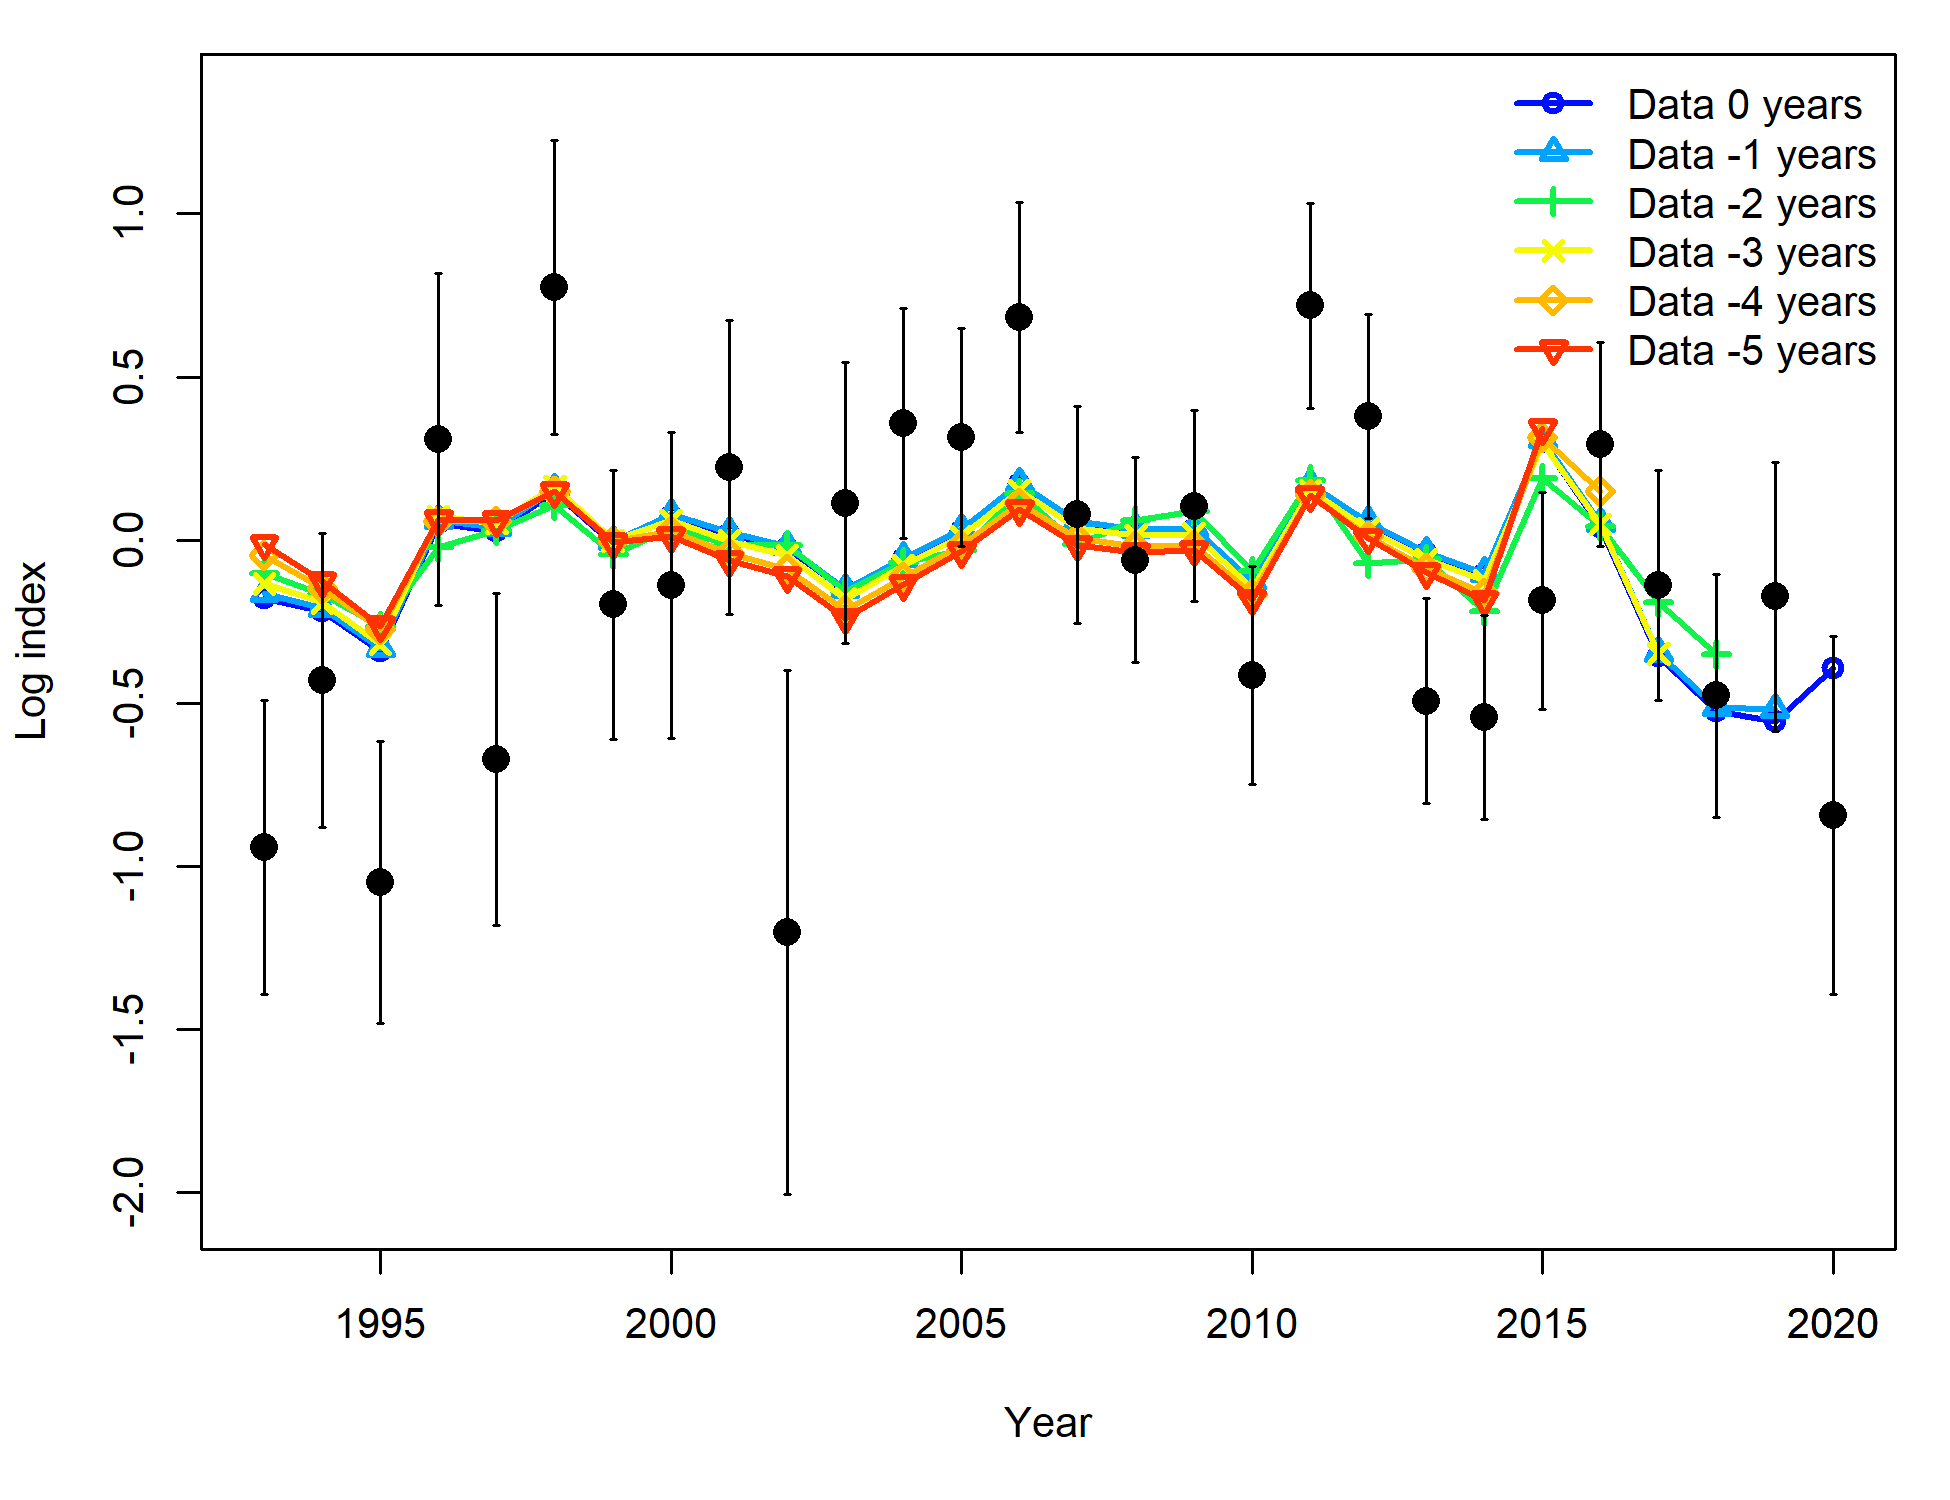 Data 0 years
Data -1 years
Data -2 years
Data -3 years
Data -4 years
Data -5 years
Log index
1.0
0.5
0.0
-0.5
-1.0
-1.5
-2.0
1995 2000 2005 2010 2015 2020
Year